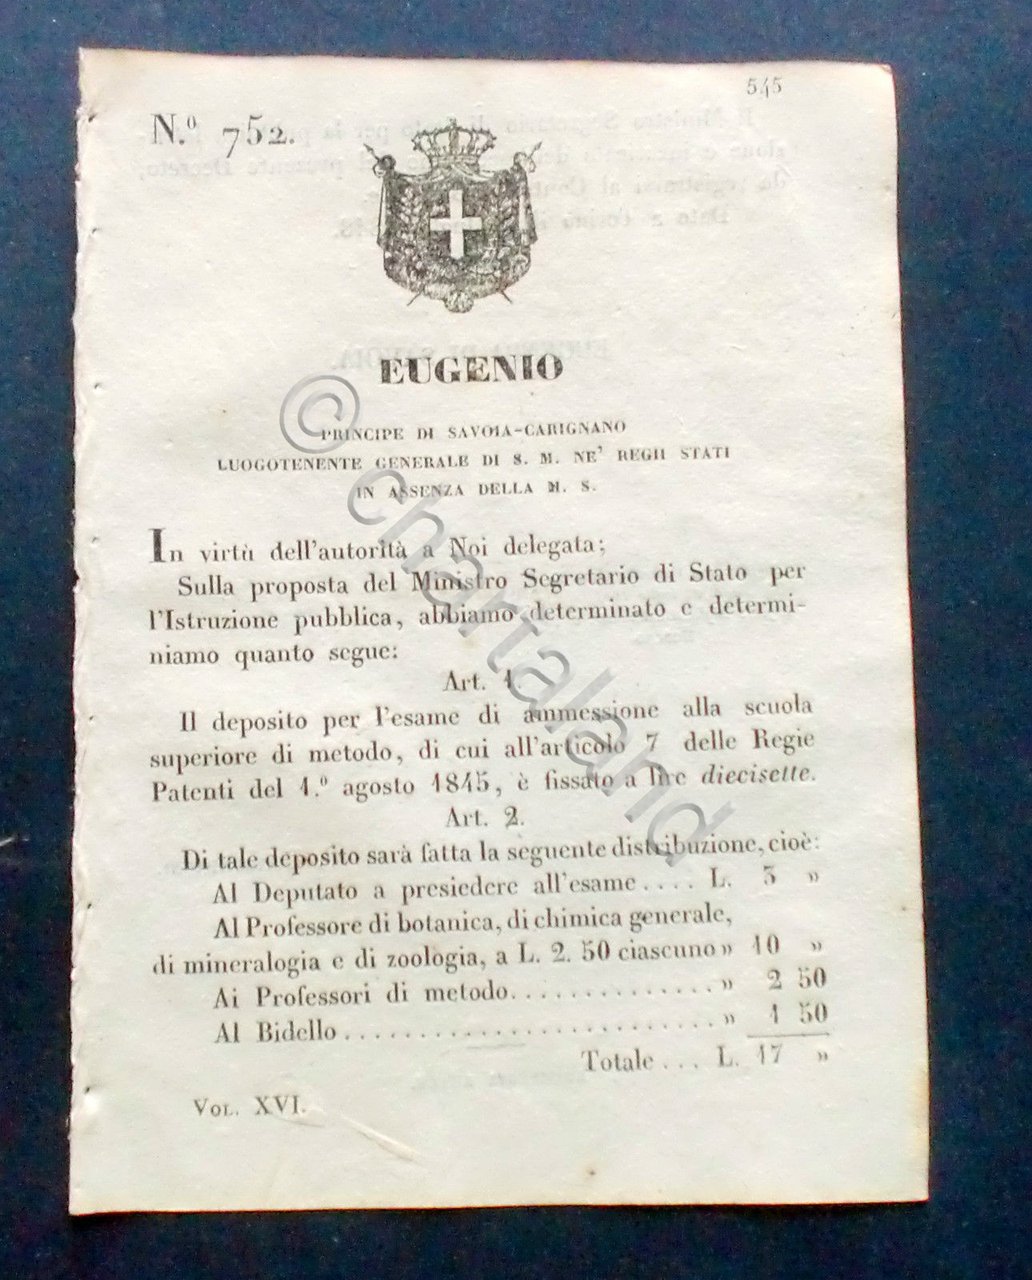 545
N.º 752.
EUGENIO
PRINCIPE DI SAVOIA-CARIGNANO
LUOGOTENENTE GENERALE DI S. M. NE' REGII STATI
IN ASSENZA DELLA M. S.
In virtù dell'autorità a Noi delegata;
Sulla proposta del Ministro Segretario di Stato per
l'Istruzione pubblica, abbiamo determinato e determi-
niamo quanto segue:
Art. 1.
Il deposito per l'esame di ammessione alla scuola
superiore di metodo, di cui all'articolo 7 delle Regie
Patenti del 1.º agosto 1845, è fissato a lire diecisette.
Art. 2.
Di tale deposito sarà fatta la seguente distribuzione, cioè:
Al Deputato a presiedere all'esame .... L. 3 »
Al Professore di botanica, di chimica generale,
di mineralogia e di zoologia, a L. 2. 50 ciascuno » 10 »
Ai Professori di metodo............... » 2 50
Al Bidello........................... » 1 50
Totale ... L. 17 »
VOL. XVI.
© chartaland